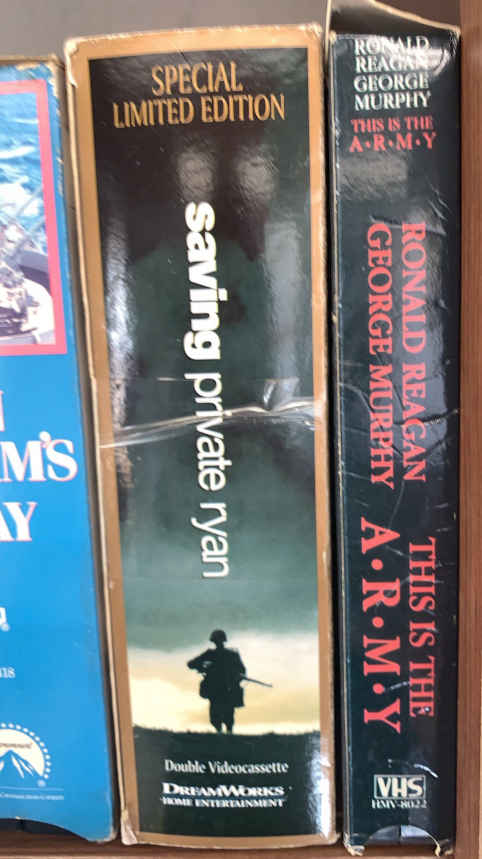 M'S
AY
Paramount
SPECIAL
LIMITED EDITION
saving private ryan
Double Videocassette
DREAMWORKS
HOME ENTERTAINMENT
RONALD
REAGAN
GEORGE
MURPHY
THIS IS THE
A•R•M•Y
RONALD REAGAN
GEORGE MURPHY
THIS IS THE
A•R•M•Y
VHS
HMV-8022